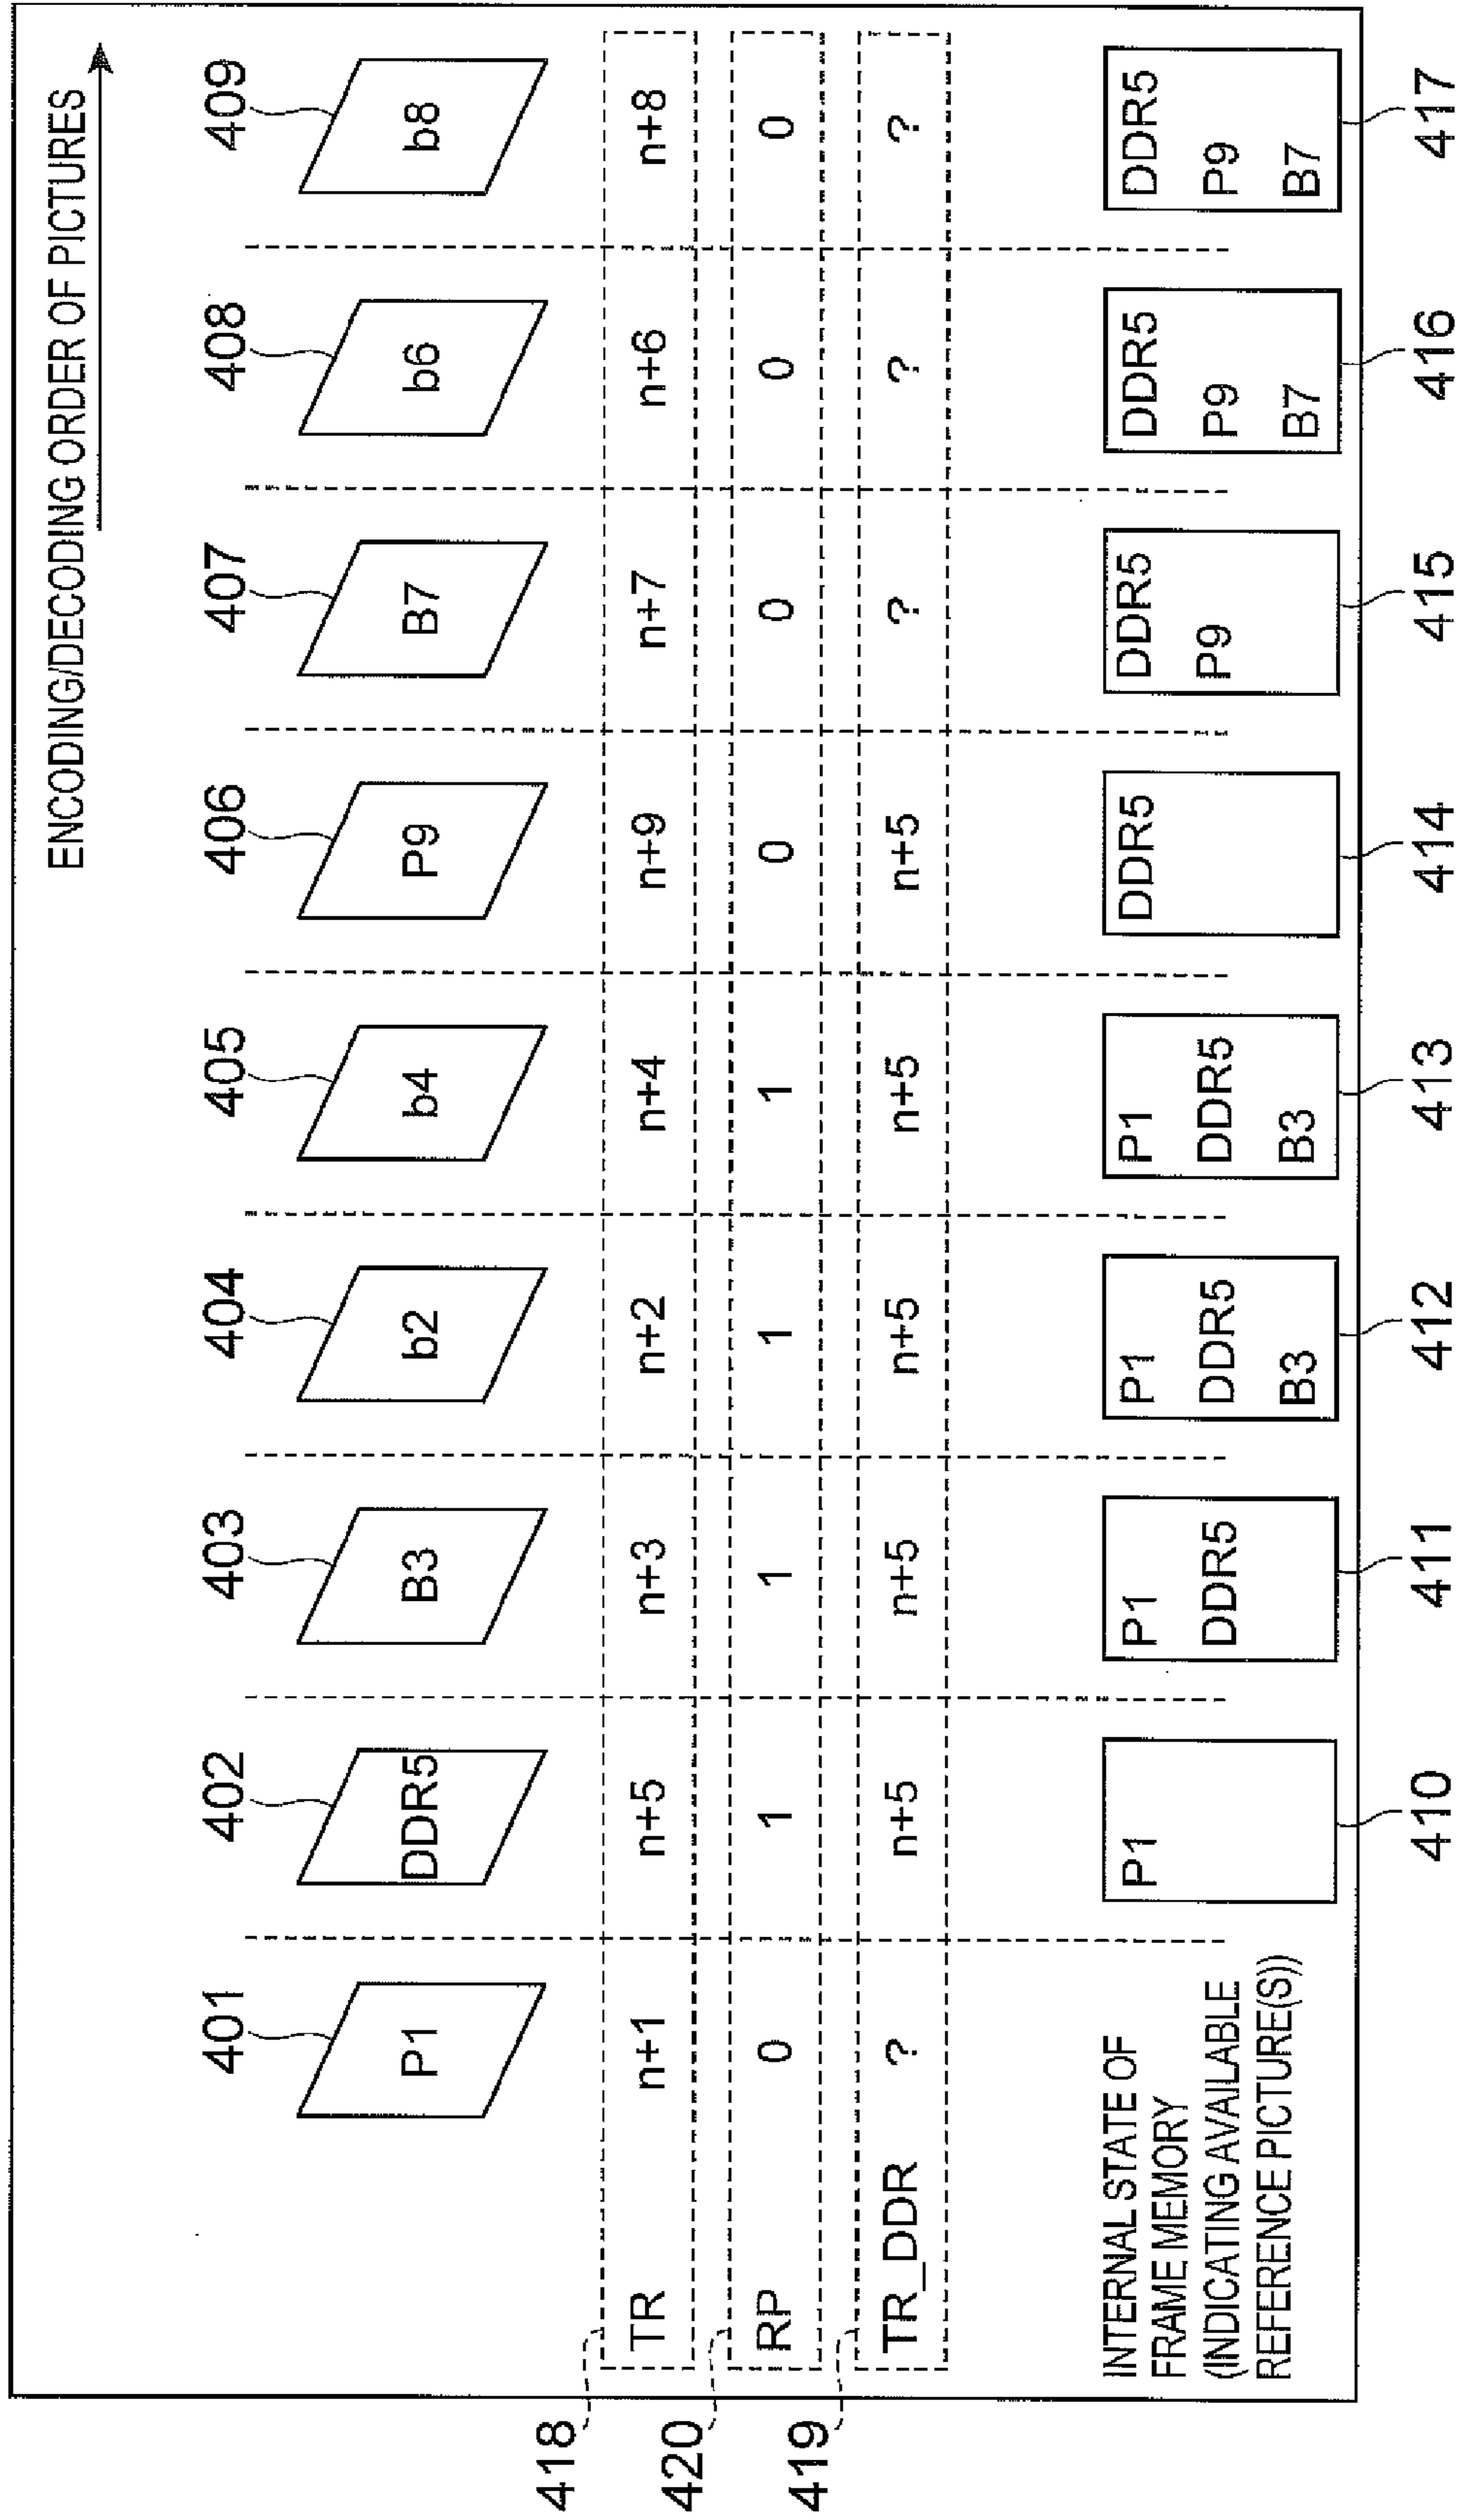 ENCODING/DECODING ORDER OF PICTURES
401 402 403 404 405 406 407 408 409
P1 DDR5 B3 b2 b4 P9 B7 b6 b8
418 TR n+1 n+5 n+3 n+2 n+4 n+9 n+7 n+6 n+8
420 RP 0 1 1 1 1 0 0 0 0
419 TR_DDR ? n+5 n+5 n+5 n+5 n+5 ? ? ?
INTERNAL STATE OF
FRAME MEMORY
(INDICATING AVAILABLE
REFERENCE PICTURE(S))
P1
P1
DDR5
P1
DDR5
B3
P1
DDR5
B3
DDR5
DDR5
P9
DDR5
P9
B7
DDR5
P9
B7
410 411 412 413 414 415 416 417